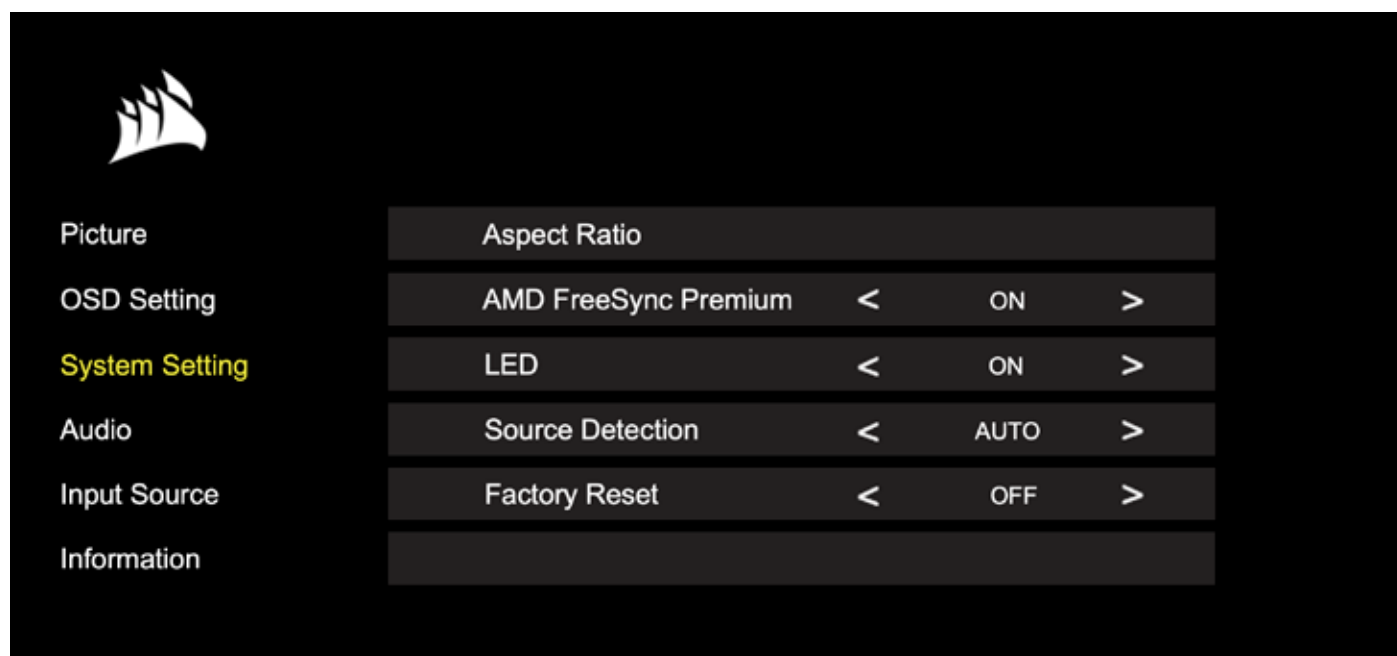 Picture Aspect Ratio
OSD Setting AMD FreeSync Premium < ON >
System Setting LED < ON >
Audio Source Detection < AUTO >
Input Source Factory Reset < OFF >
Information